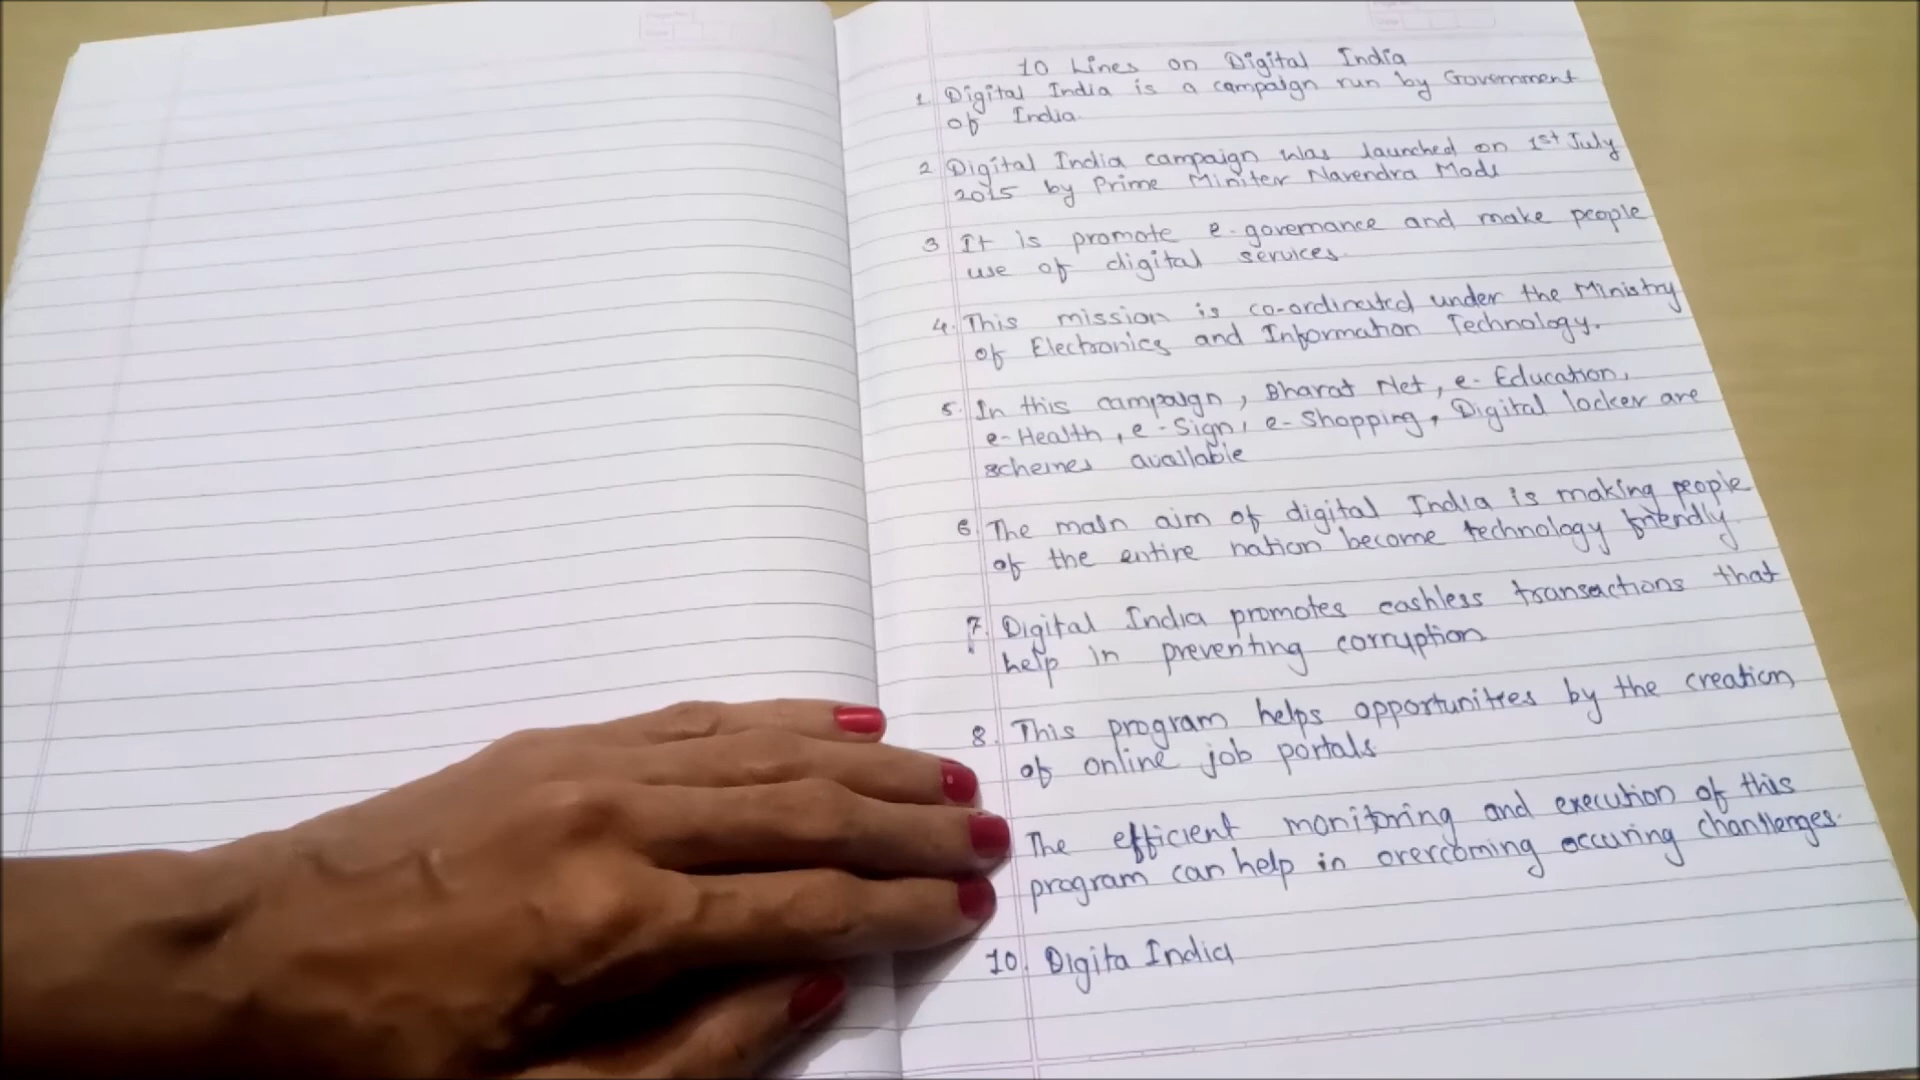 10 Lines on Digital India
1. Digital India is a campaign run by Government
of India.
2 Digital India campaign was launched on 1st July
2015 by Prime Miniter Narendra Modi
3 It is promote e-governance and make people
use of digital services.
4. This mission is co-ordinated under the Ministry
of Electronics and Information Technology.
5. In this campaign, Bharat Net, e-Education,
e-Health, e-Sign, e-Shopping, Digital locker are
schemes available
6 The main aim of digital India is making people
of the entire nation become technology friendly.
7. Digital India promotes cashless transactions that
help in preventing corruption
8. This program helps opportunities by the creation
of online job portals
The efficient monitoring and execution of this
program can help in overcoming occuring chanllenges.
10. Digita India